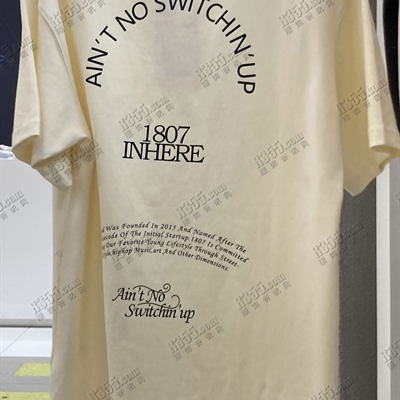 AIN'T NO SWITCHIN' UP
1807
INHERE
d Was Founded In 2015 And Named After The
code Of The Initial Startup.1807 Is Committed
Our Favorite Young Lifestyle Through Street
hiphop Music,art And Other Dimensions.
Ain't No
Switchin'up